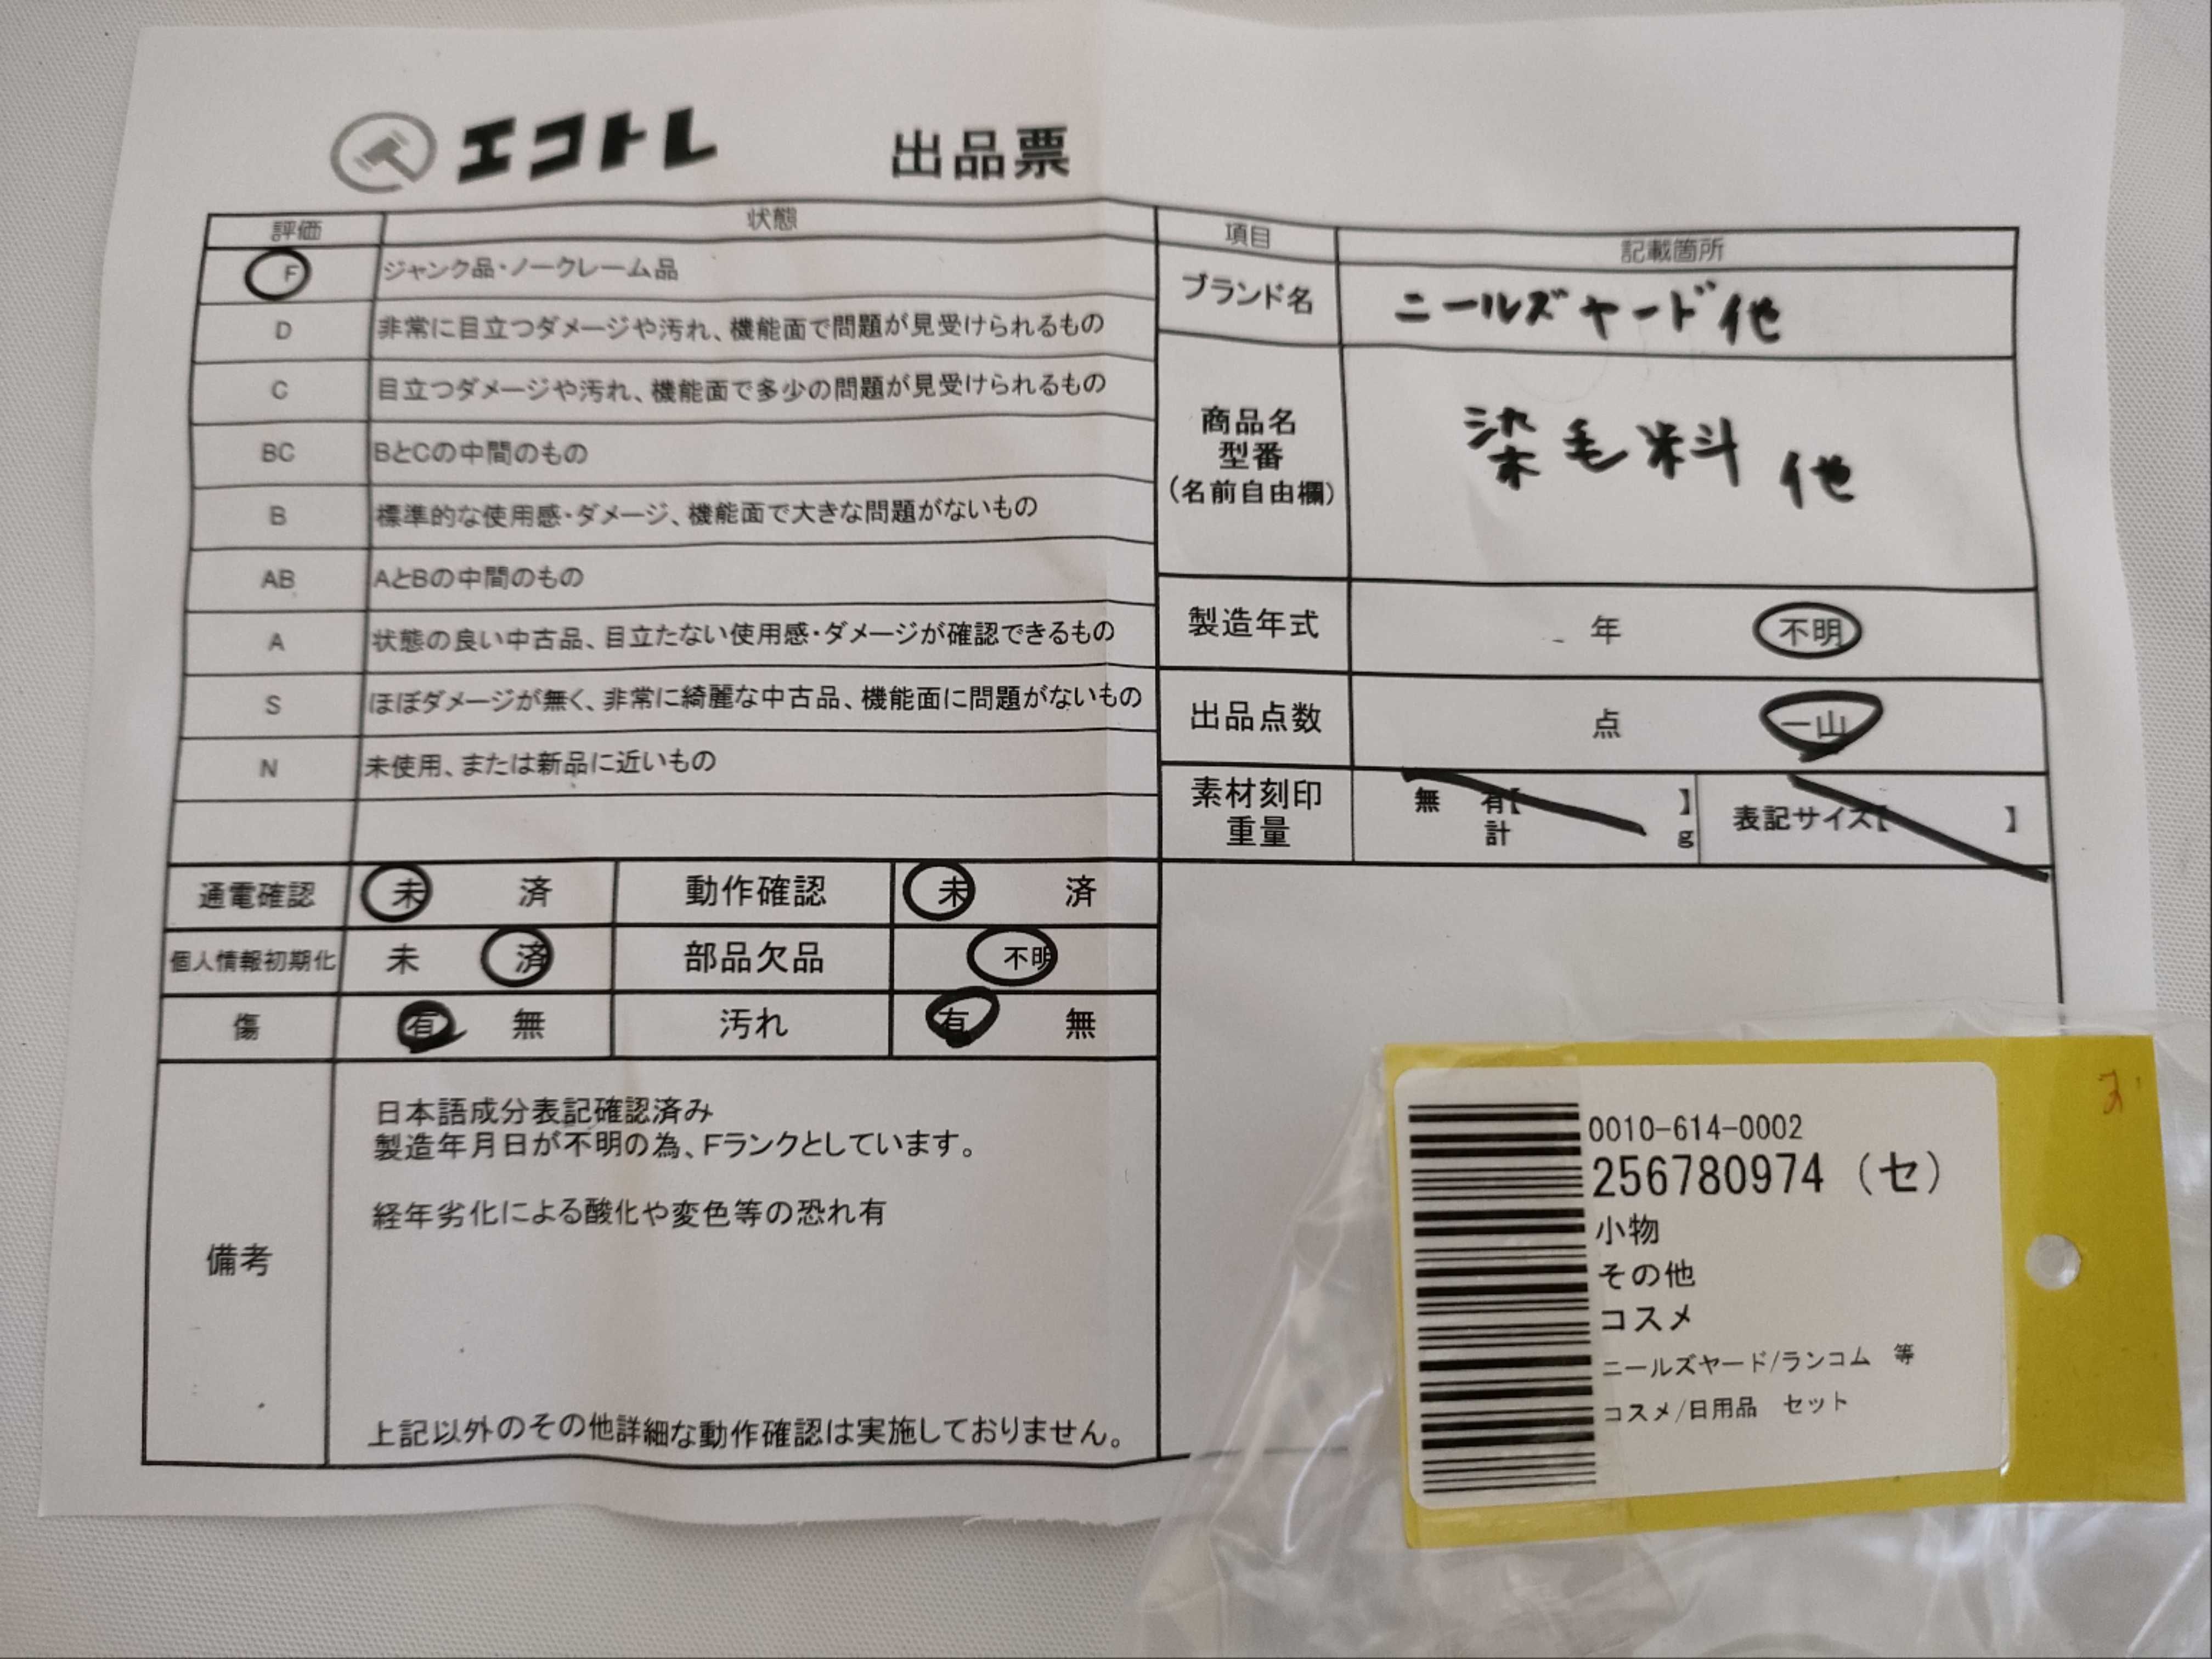 エコトレ 出品票
評価 状態
F ジャンク品・ノークレーム品
D 非常に目立つダメージや汚れ、機能面で問題が見受けられるもの
C 目立つダメージや汚れ、機能面で多少の問題が見受けられるもの
BC BとCの中間のもの
B 標準的な使用感・ダメージ、機能面で大きな問題がないもの
AB AとBの中間のもの
A 状態の良い中古品、目立たない使用感・ダメージが確認できるもの
S ほぼダメージが無く、非常に綺麗な中古品、機能面に問題がないもの
N 未使用、または新品に近いもの
項目 記載箇所
ブランド名 ニールズヤード他
商品名
型番
(名前自由欄)
染毛料 他
製造年式 年 不明
出品点数 点 一山
素材刻印
重量
無 有【 】
計 g
表記サイズ【 】
通電確認 未 済 動作確認 未 済
個人情報初期化 未 済 部品欠品 不明
傷 有 無 汚れ 有 無
備考
日本語成分表記確認済み
製造年月日が不明の為、Fランクとしています。
経年劣化による酸化や変色等の恐れ有
上記以外のその他詳細な動作確認は実施しておりません。
0010-614-0002
256780974 (セ)
小物
その他
コスメ
ニールズヤード/ランコム 等
コスメ/日用品 セット